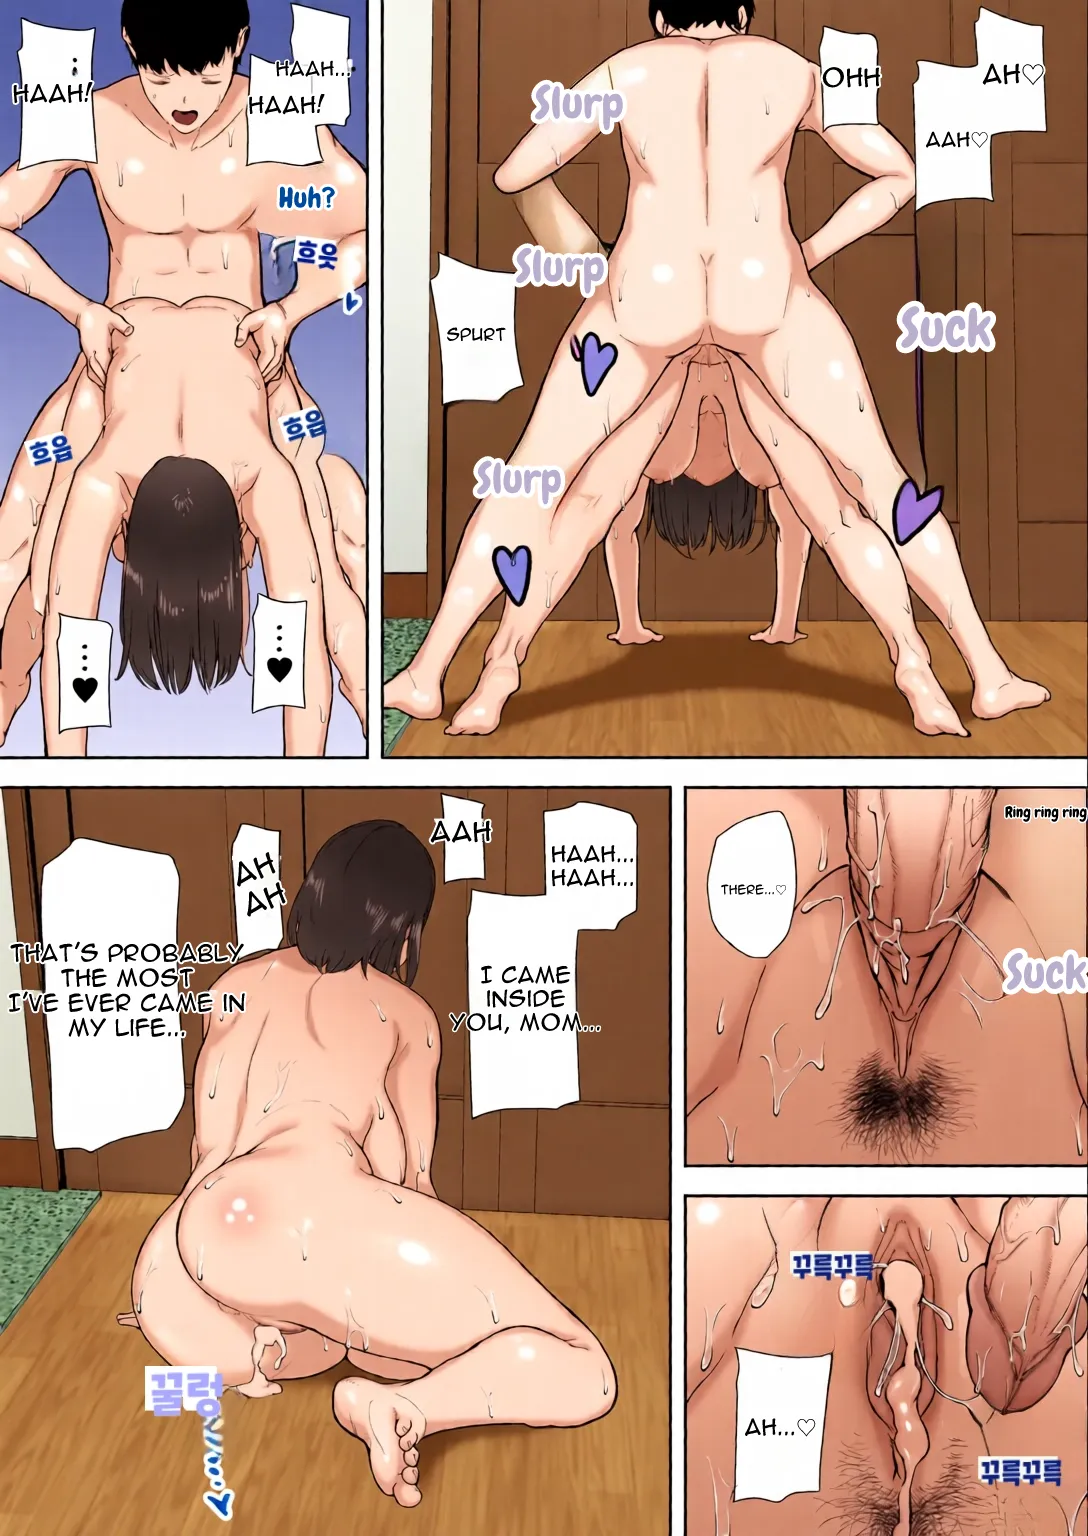 HAAH!
HAAH...
HAAH!
Huh?
흐읏
흐읍
흐읍
...
...
OHH
AH♡
AAH♡
Slurp
Slurp
SPURT
Suck
Slurp
AAH
HAAH...
HAAH...
AH
AH
I CAME
INSIDE
YOU, MOM...
THAT'S PROBABLY
THE MOST
I'VE EVER CAME IN
MY LIFE...
꿀렁
Ring ring ring
THERE...♡
Suck
꾸륵꾸륵
AH...♡
꾸륵꾸륵